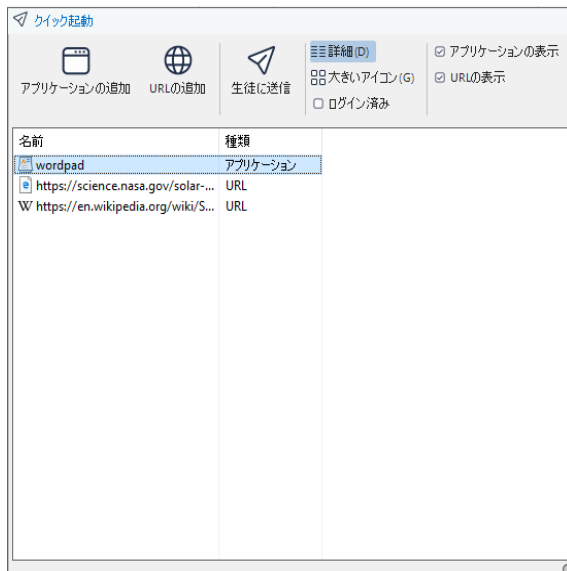 クイック起動
アプリケーションの追加
URLの追加
生徒に送信
詳細(D)
大きいアイコン(G)
ログイン済み
アプリケーションの表示
URLの表示
名前 種類
wordpad アプリケーション
https://science.nasa.gov/solar-... URL
W https://en.wikipedia.org/wiki/S... URL